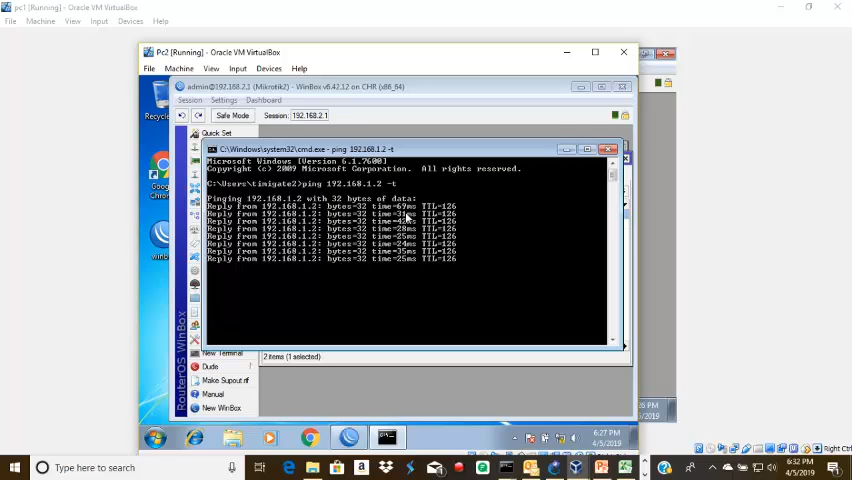 pc1 [Running] - Oracle VM VirtualBox
File Machine View Input Devices Help
Pc2 [Running] - Oracle VM VirtualBox
File Machine View Input Devices Help
admin@192.168.2.1 (Mikrotik2) - WinBox v6.42.12 on CHR (x86_64)
Session Settings Dashboard
Safe Mode Session: 192.168.2.1
Quick Set
C:\Windows\system32\cmd.exe - ping 192.168.1.2 -t
Microsoft Windows [Version 6.1.7600]
Copyright (c) 2009 Microsoft Corporation. All rights reserved.
C:\Users\timigate2>ping 192.168.1.2 -t
Pinging 192.168.1.2 with 32 bytes of data:
Reply from 192.168.1.2: bytes=32 time=69ms TTL=126
Reply from 192.168.1.2: bytes=32 time=31ms TTL=126
Reply from 192.168.1.2: bytes=32 time=42ms TTL=126
Reply from 192.168.1.2: bytes=32 time=28ms TTL=126
Reply from 192.168.1.2: bytes=32 time=25ms TTL=126
Reply from 192.168.1.2: bytes=32 time=24ms TTL=126
Reply from 192.168.1.2: bytes=32 time=35ms TTL=126
Reply from 192.168.1.2: bytes=32 time=25ms TTL=126
Recy
Goo
Chr
winb
RouterOS WinBox
New Terminal
2 items (1 selected)
Dude
Make Supout.rif
Manual
New WinBox
26 PM
/2019
6:27 PM
4/5/2019
Right Ctrl
Type here to search
6:32 PM
4/5/2019